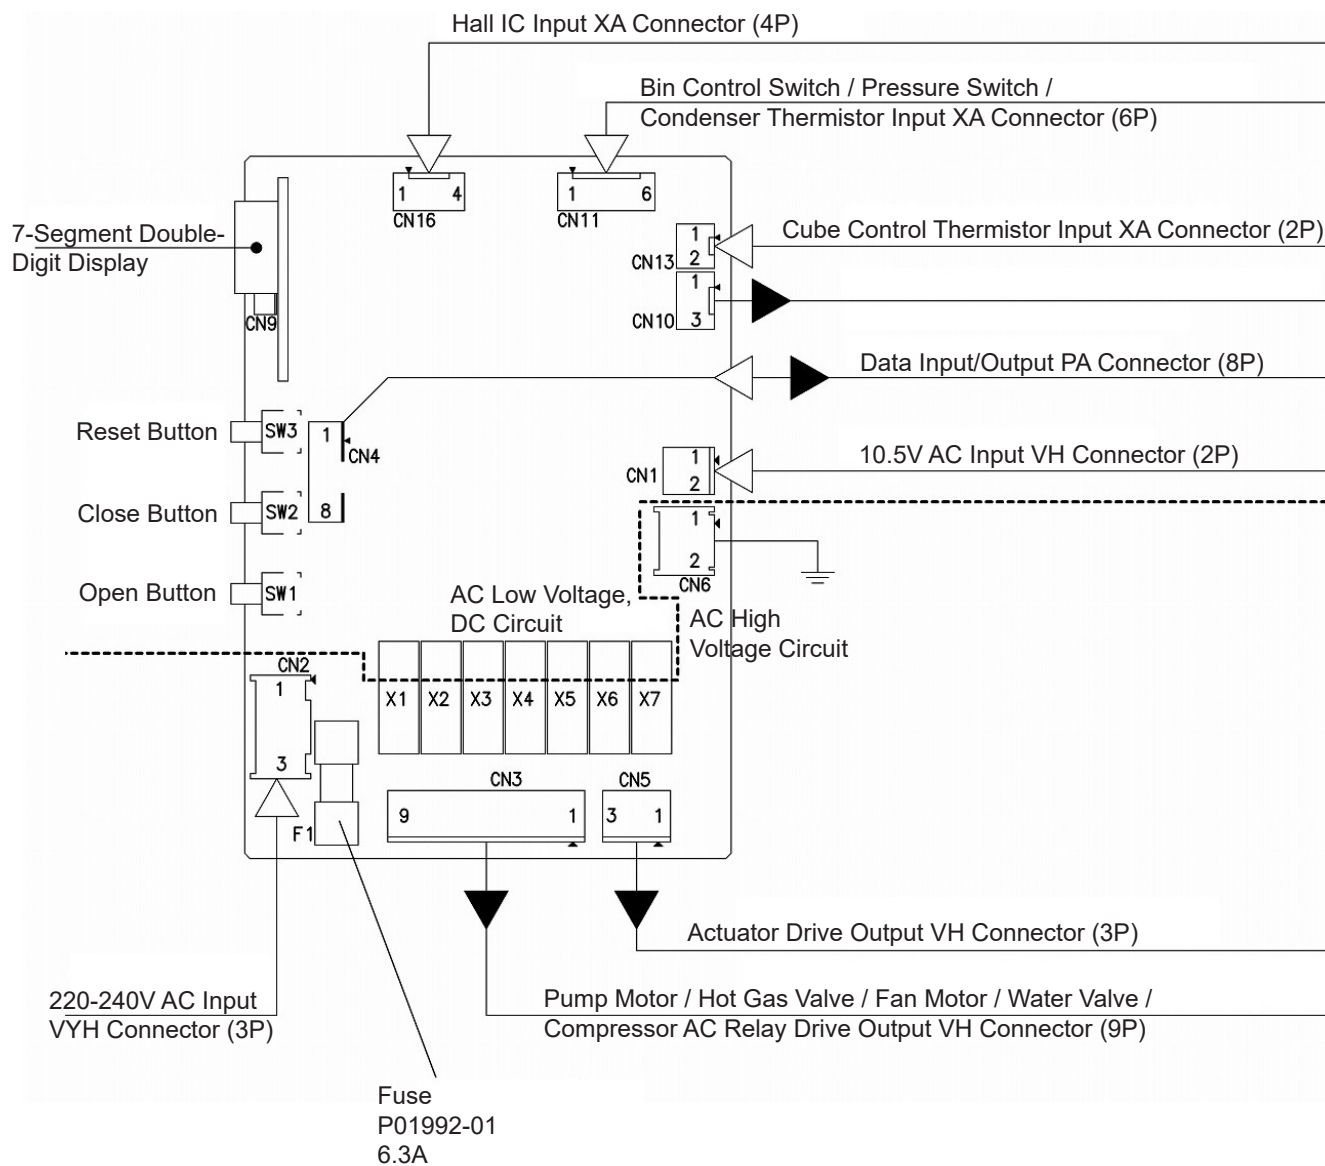 Hall IC Input XA Connector (4P)
Bin Control Switch / Pressure Switch /
Condenser Thermistor Input XA Connector (6P)
1 4
CN16
1 6
CN11
7-Segment Double-
Digit Display
CN9
1
2
CN13
Cube Control Thermistor Input XA Connector (2P)
1
3
CN10
Data Input/Output PA Connector (8P)
Reset Button
SW3
1
CN4
8
10.5V AC Input VH Connector (2P)
CN1
1
2
Close Button
SW2
1
2
CN6
Open Button
SW1
AC Low Voltage,
DC Circuit
AC High
Voltage Circuit
CN2
1
3
X1 X2 X3 X4 X5 X6 X7
F1
CN3
9 1
CN5
3 1
Actuator Drive Output VH Connector (3P)
220-240V AC Input
VYH Connector (3P)
Pump Motor / Hot Gas Valve / Fan Motor / Water Valve /
Compressor AC Relay Drive Output VH Connector (9P)
Fuse
P01992-01
6.3A